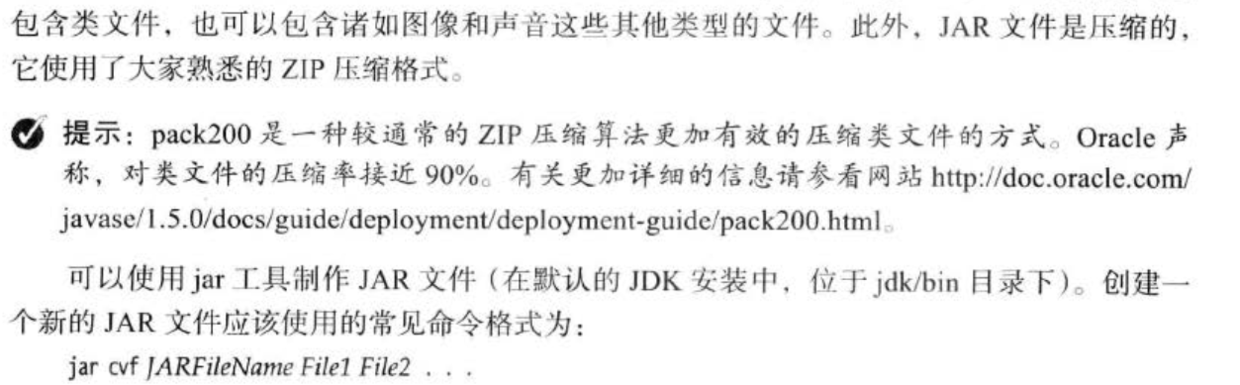 包含类文件，也可以包含诸如图像和声音这些其他类型的文件。此外，JAR 文件是压缩的，
它使用了大家熟悉的 ZIP 压缩格式。
提示：pack200 是一种较通常的 ZIP 压缩算法更加有效的压缩类文件的方式。Oracle 声
称，对类文件的压缩率接近 90%。有关更加详细的信息请参看网站 http://doc.oracle.com/
javase/1.5.0/docs/guide/deployment/deployment-guide/pack200.html。
可以使用 jar 工具制作 JAR 文件（在默认的 JDK 安装中，位于 jdk/bin 目录下）。创建一
个新的 JAR 文件应该使用的常见命令格式为：
jar cvf JARFileName File1 File2 . . .